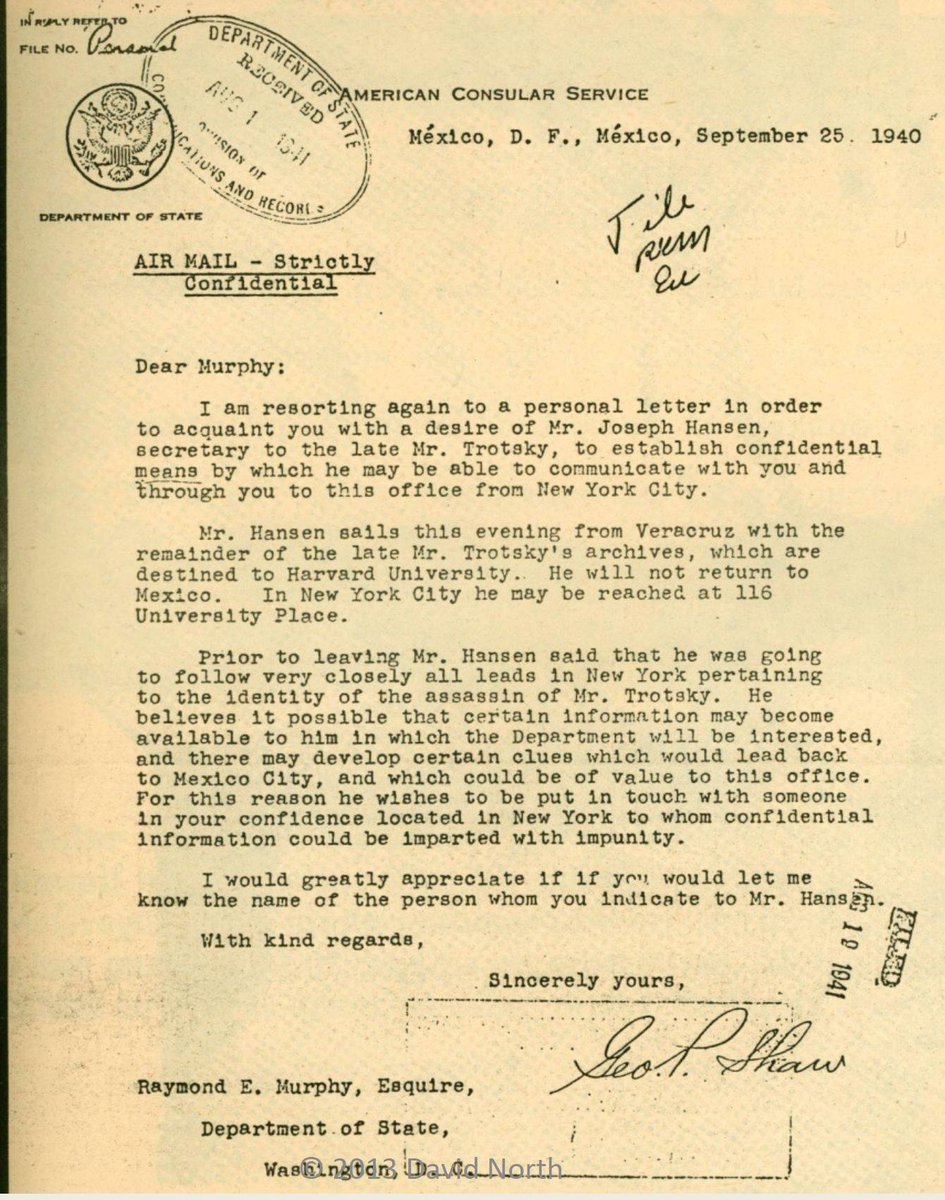 IN REPLY REFER TO
FILE NO. Personal
DEPARTMENT OF STATE
RECEIVED
AUG 1 1941
DIVISION OF
COMMUNICATIONS AND RECORDS
AMERICAN CONSULAR SERVICE
México, D. F., México, September 25. 1940
DEPARTMENT OF STATE
File
AIR MAIL - Strictly
Confidential
Dear Murphy:
I am resorting again to a personal letter in order
to acquaint you with a desire of Mr. Joseph Hansen,
secretary to the late Mr. Trotsky, to establish confidential
means by which he may be able to communicate with you and
through you to this office from New York City.
Mr. Hansen sails this evening from Veracruz with the
remainder of the late Mr. Trotsky's archives, which are
destined to Harvard University. He will not return to
Mexico. In New York City he may be reached at 116
University Place.
Prior to leaving Mr. Hansen said that he was going
to follow very closely all leads in New York pertaining
to the identity of the assassin of Mr. Trotsky. He
believes it possible that certain information may become
available to him in which the Department will be interested,
and there may develop certain clues which would lead back
to Mexico City, and which could be of value to this office.
For this reason he wishes to be put in touch with someone
in your confidence located in New York to whom confidential
information could be imparted with impunity.
I would greatly appreciate if if you would let me
know the name of the person whom you indicate to Mr. Hansen.
With kind regards,
Sincerely yours,
FILED
AUG 19 1941
Geo. P. Shaw
Raymond E. Murphy, Esquire,
Department of State,
Washington, D. C.
© 2013 David North